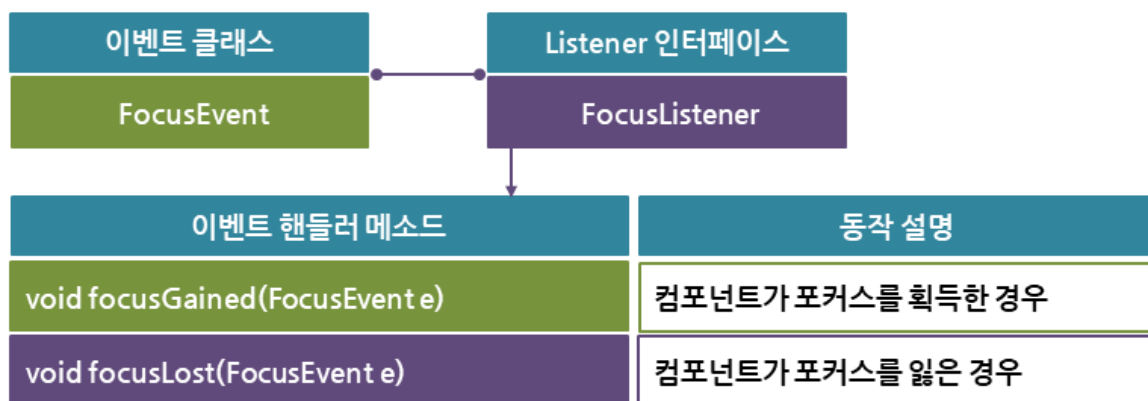 이벤트 클래스
Listener 인터페이스
FocusEvent
FocusListener
이벤트 핸들러 메소드
동작 설명
void focusGained(FocusEvent e)
컴포넌트가 포커스를 획득한 경우
void focusLost(FocusEvent e)
컴포넌트가 포커스를 잃은 경우